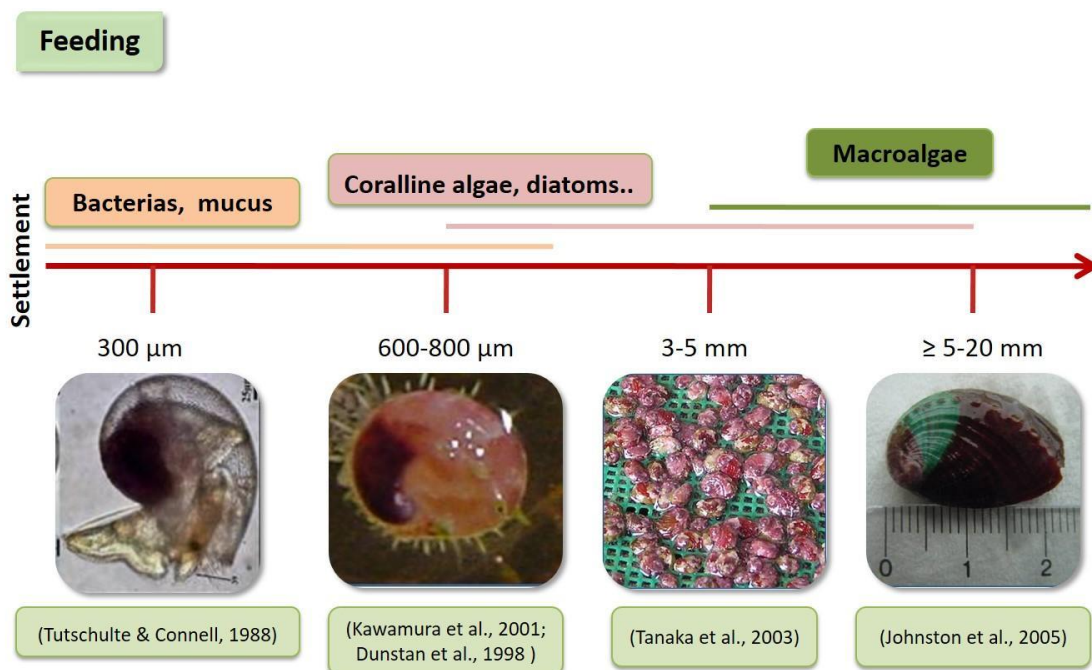 Feeding
Macroalgae
Coralline algae, diatoms..
Bacterias, mucus
Settlement
300 µm
600-800 µm
3-5 mm
≥ 5-20 mm
25µm
0 1 2
(Tutschulte & Connell, 1988)
(Kawamura et al., 2001;
Dunstan et al., 1998 )
(Tanaka et al., 2003)
(Johnston et al., 2005)